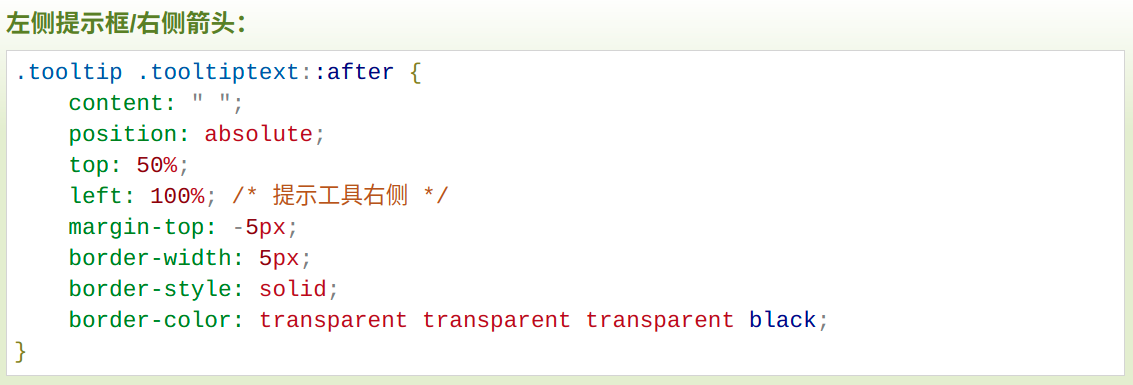 左侧提示框/右侧箭头：
.tooltip .tooltiptext::after {
    content: " ";
    position: absolute;
    top: 50%;
    left: 100%; /* 提示工具右侧 */
    margin-top: -5px;
    border-width: 5px;
    border-style: solid;
    border-color: transparent transparent transparent black;
}